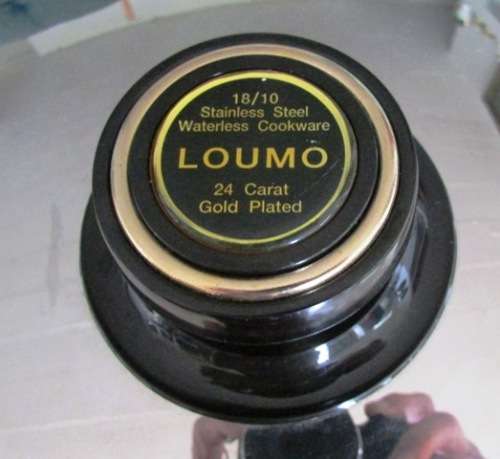 18/10
Stainless Steel
Waterless Cookware
LOUMO
24 Carat
Gold Plated